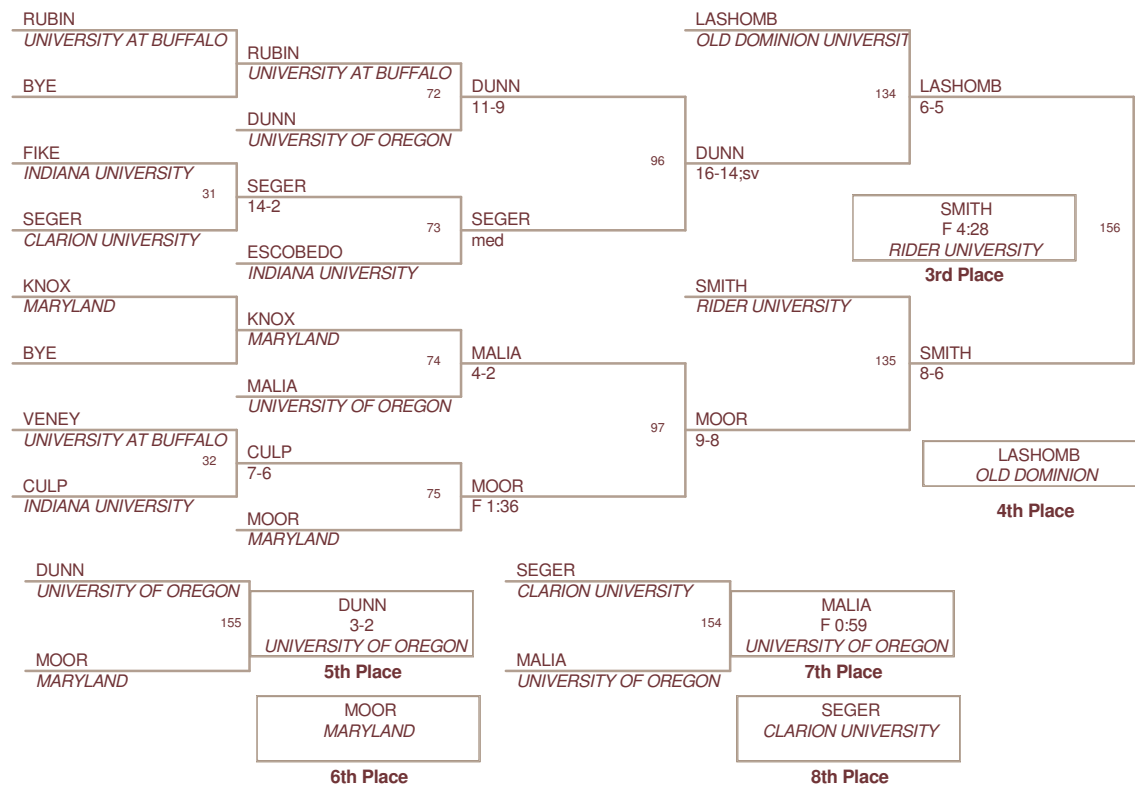 RUBIN
UNIVERSITY AT BUFFALO
BYE
FIKE
INDIANA UNIVERSITY
31
SEGER
CLARION UNIVERSITY
KNOX
MARYLAND
BYE
VENEY
UNIVERSITY AT BUFFALO
32
CULP
INDIANA UNIVERSITY
RUBIN
UNIVERSITY AT BUFFALO
72
DUNN
UNIVERSITY OF OREGON
SEGER
14-2
73
ESCOBEDO
INDIANA UNIVERSITY
KNOX
MARYLAND
74
MALIA
UNIVERSITY OF OREGON
CULP
7-6
75
MOOR
MARYLAND
DUNN
11-9
96
SEGER
med
MALIA
4-2
97
MOOR
F 1:36
LASHOMB
OLD DOMINION UNIVERSIT
134
DUNN
16-14;sv
SMITH
RIDER UNIVERSITY
135
MOOR
9-8
LASHOMB
6-5
156
SMITH
F 4:28
RIDER UNIVERSITY
3rd Place
SMITH
8-6
LASHOMB
OLD DOMINION
4th Place
DUNN
UNIVERSITY OF OREGON
155
MOOR
MARYLAND
DUNN
3-2
UNIVERSITY OF OREGON
5th Place
MOOR
MARYLAND
6th Place
SEGER
CLARION UNIVERSITY
154
MALIA
UNIVERSITY OF OREGON
MALIA
F 0:59
UNIVERSITY OF OREGON
7th Place
SEGER
CLARION UNIVERSITY
8th Place